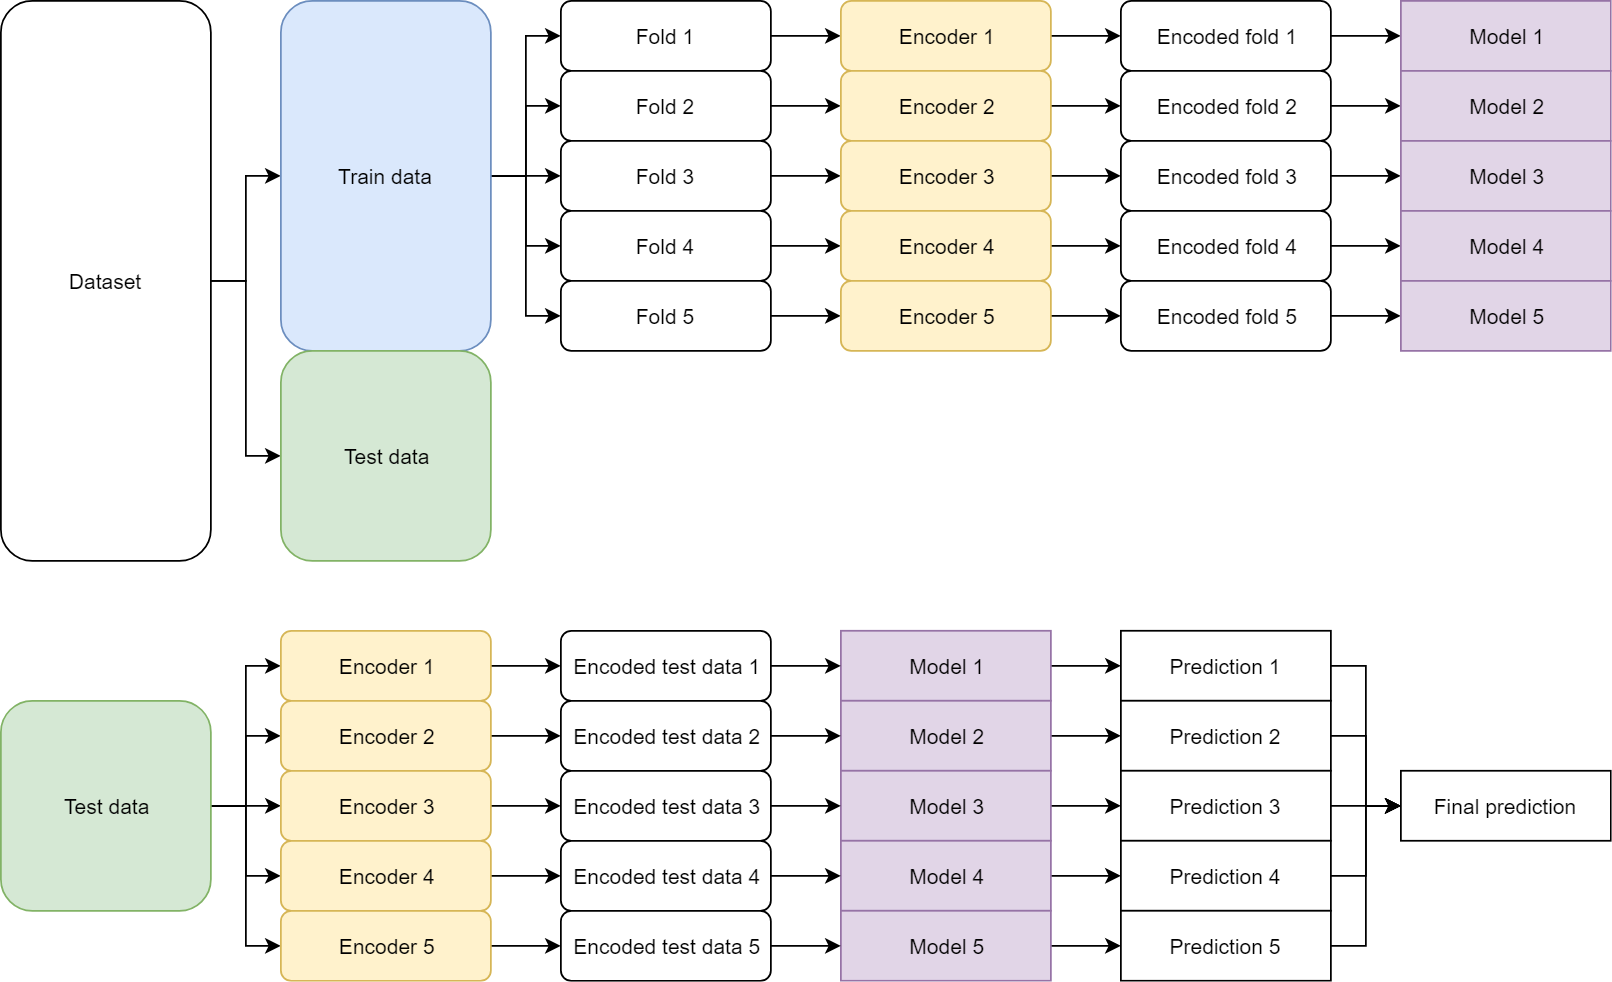 Dataset
Train data
Test data
Fold 1
Encoder 1
Encoded fold 1
Model 1
Fold 2
Encoder 2
Encoded fold 2
Model 2
Fold 3
Encoder 3
Encoded fold 3
Model 3
Fold 4
Encoder 4
Encoded fold 4
Model 4
Fold 5
Encoder 5
Encoded fold 5
Model 5
Test data
Encoder 1
Encoded test data 1
Model 1
Prediction 1
Encoder 2
Encoded test data 2
Model 2
Prediction 2
Encoder 3
Encoded test data 3
Model 3
Prediction 3
Encoder 4
Encoded test data 4
Model 4
Prediction 4
Encoder 5
Encoded test data 5
Model 5
Prediction 5
Final prediction